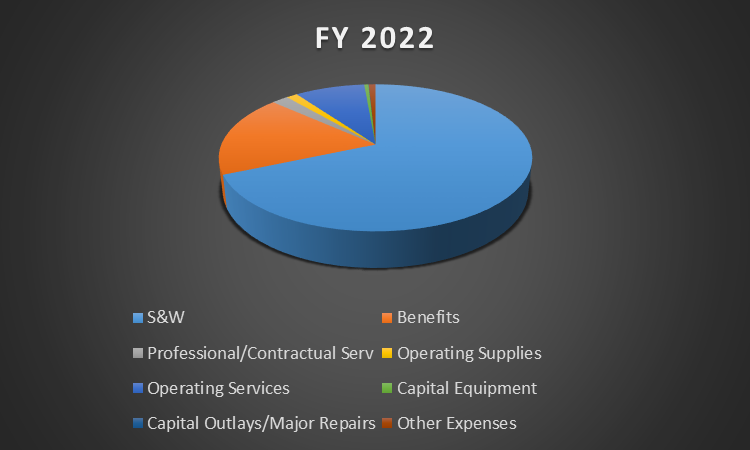 FY 2022
S&W
Benefits
Professional/Contractual Serv
Operating Supplies
Operating Services
Capital Equipment
Capital Outlays/Major Repairs
Other Expenses